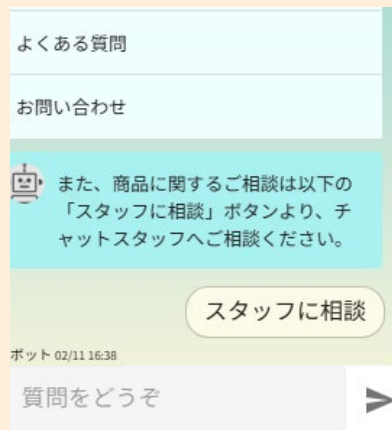 よくある質問
お問い合わせ
また、商品に関するご相談は以下の
「スタッフに相談」ボタンより、チ
ャットスタッフへご相談ください。
スタッフに相談
ボット 02/11 16:38
質問をどうぞ